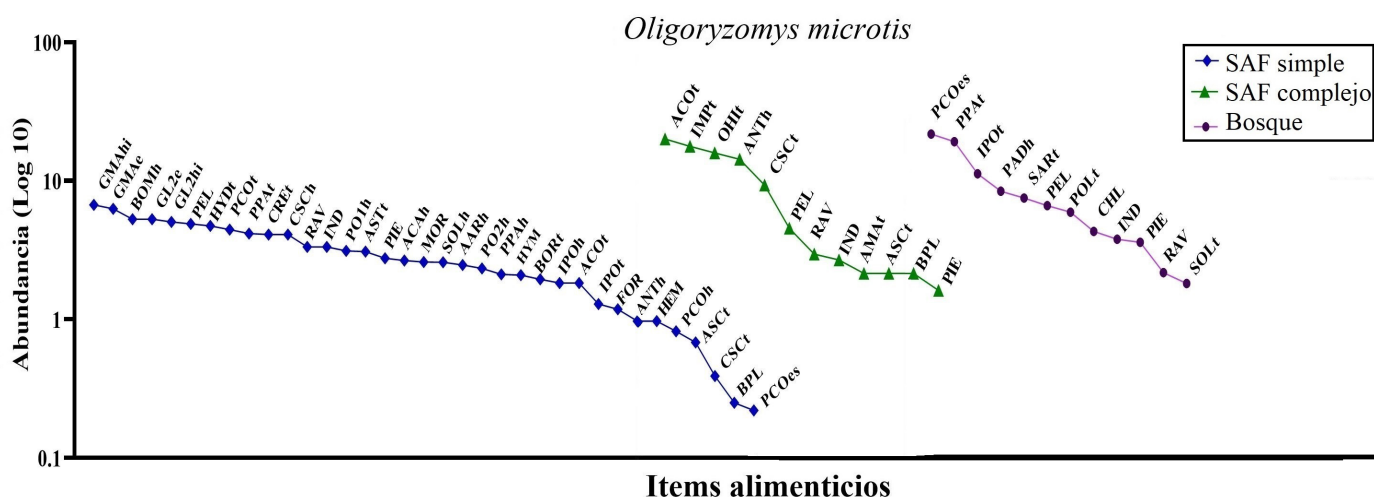 Oligoryzomys microtis
Abundancia (Log 10)
100
10
1
0.1
SAF simple
SAF complejo
Bosque
GMAhi
GMAe
BOMh
GL2e
GL2hi
PEL
HYDt
PCOt
PPAt
CREt
CSCh
RAV
IND
PO1h
ASTt
PIE
ACAh
MOR
SOLh
AARh
PO2h
PPAh
HYM
BORt
IPOh
ACOt
IPOt
FOR
ANTh
HEM
PCOh
ASCt
CSCt
BPL
PCOes
ACOt
IMPt
OHlt
ANTh
CSCt
PEL
RAV
IND
AMAt
ASCt
BPL
PIE
PCOes
PPAt
IPOt
PADh
SARt
PEL
POLt
CHL
IND
PIE
RAV
SOLt
Items alimenticios